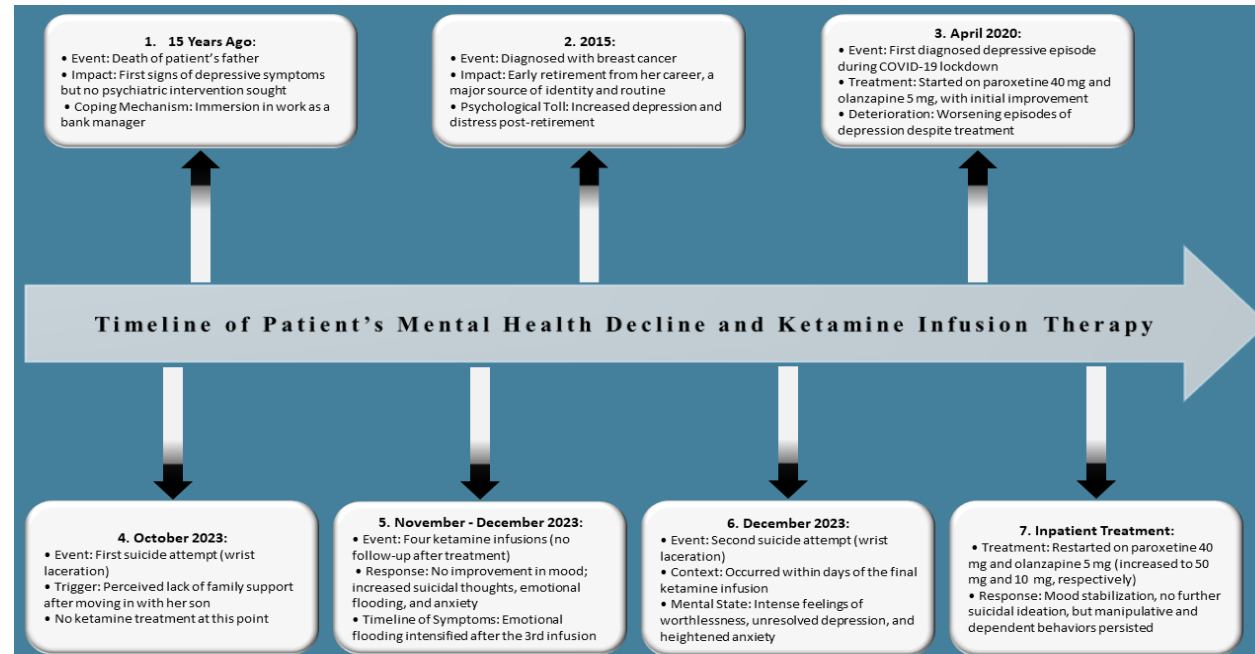 1. 15 Years Ago:
• Event: Death of patient's father
• Impact: First signs of depressive symptoms
but no psychiatric intervention sought
• Coping Mechanism: Immersion in work as a
bank manager
2. 2015:
• Event: Diagnosed with breast cancer
• Impact: Early retirement from her career, a
major source of identity and routine
• Psychological Toll: Increased depression and
distress post-retirement
3. April 2020:
• Event: First diagnosed depressive episode
during COVID-19 lockdown
• Treatment: Started on paroxetine 40 mg and
olanzapine 5 mg, with initial improvement
• Deterioration: Worsening episodes of
depression despite treatment
Timeline of Patient's Mental Health Decline and Ketamine Infusion Therapy
4. October 2023:
• Event: First suicide attempt (wrist
laceration)
• Trigger: Perceived lack of family support
after moving in with her son
• No ketamine treatment at this point
5. November - December 2023:
• Event: Four ketamine infusions (no
follow-up after treatment)
• Response: No improvement in mood;
increased suicidal thoughts, emotional
flooding, and anxiety
• Timeline of Symptoms: Emotional
flooding intensified after the 3rd infusion
6. December 2023:
• Event: Second suicide attempt (wrist
laceration)
• Context: Occurred within days of the final
ketamine infusion
• Mental State: Intense feelings of
worthlessness, unresolved depression, and
heightened anxiety
7. Inpatient Treatment:
• Treatment: Restarted on paroxetine 40
mg and olanzapine 5 mg (increased to 50
mg and 10 mg, respectively)
• Response: Mood stabilization, no further
suicidal ideation, but manipulative and
dependent behaviors persisted